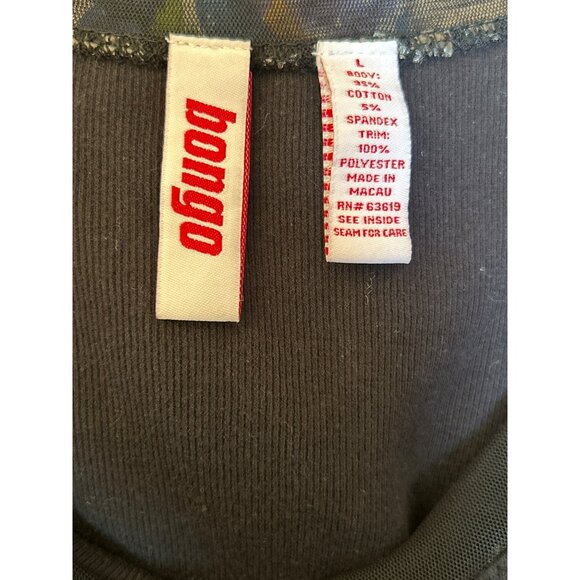 bongo
L
BODY:
95%
COTTON
5%
SPANDEX
TRIM:
100%
POLYESTER
MADE IN
MACAU
RN# 63619
SEE INSIDE
SEAM FOR CARE